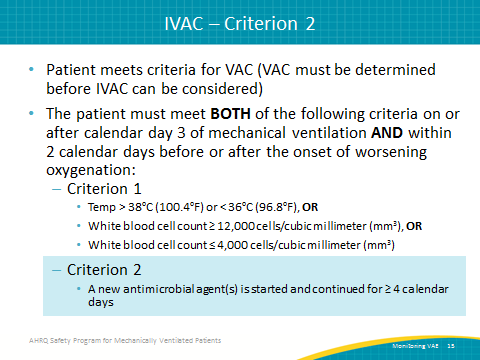 IVAC – Criterion 2
• Patient meets criteria for VAC (VAC must be determined
before IVAC can be considered)
• The patient must meet BOTH of the following criteria on or
after calendar day 3 of mechanical ventilation AND within
2 calendar days before or after the onset of worsening
oxygenation:
– Criterion 1
• Temp > 38°C (100.4°F) or < 36°C (96.8°F), OR
• White blood cell count ≥ 12,000 cells/cubic millimeter (mm³), OR
• White blood cell count ≤ 4,000 cells/cubic millimeter (mm³)
– Criterion 2
• A new antimicrobial agent(s) is started and continued for ≥ 4 calendar
days
AHRQ Safety Program for Mechanically Ventilated Patients
Monitoring VAE 15